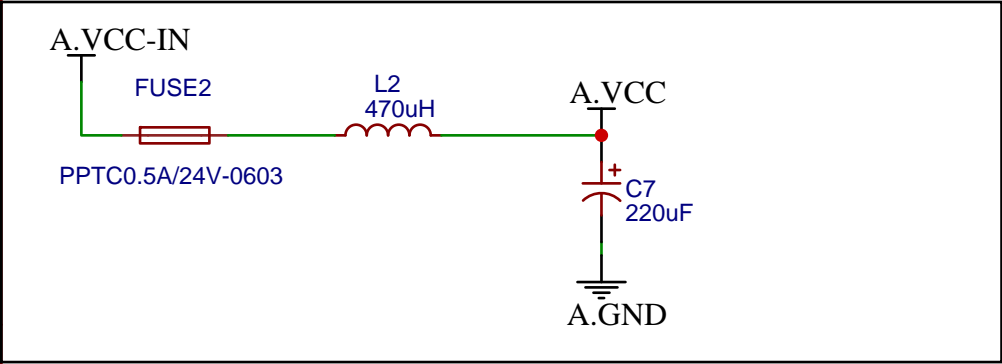 A.VCC-IN
FUSE2
PPTC0.5A/24V-0603
L2
470uH
A.VCC
+
C7
220uF
A.GND